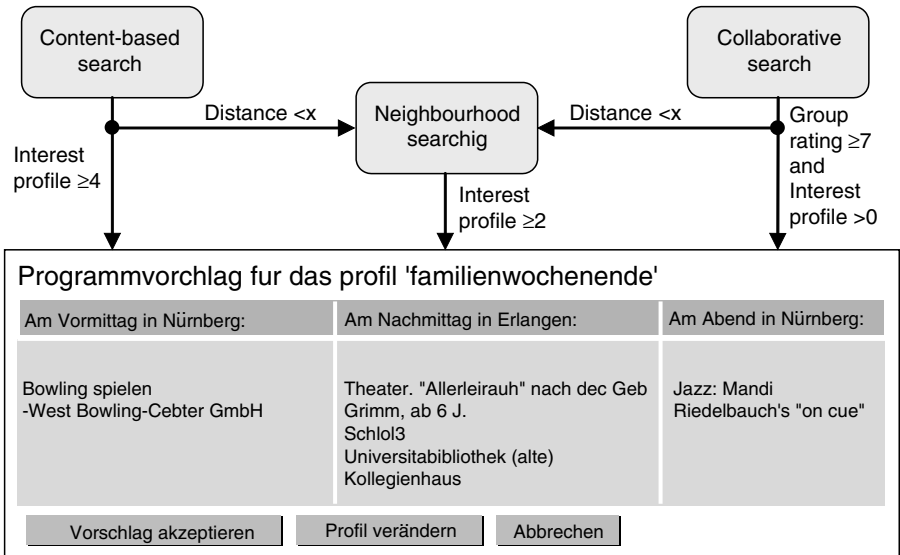 Content-based
search
Collaborative
search
Distance <x
Neighbourhood
searchig
Distance <x
Group
rating ≥7
and
Interest
profile >0
Interest
profile ≥4
Interest
profile ≥2
Programmvorchlag fur das profil 'familienwochenende'
Am Vormittag in Nürnberg:
Am Nachmittag in Erlangen:
Am Abend in Nürnberg:
Bowling spielen
-West Bowling-Cebter GmbH
Theater. "Allerleirauh" nach dec Geb
Grimm, ab 6 J.
Schlol3
Universitabibliothek (alte)
Kollegienhaus
Jazz: Mandi
Riedelbauch's "on cue"
Vorschlag akzeptieren
Profil verändern
Abbrechen